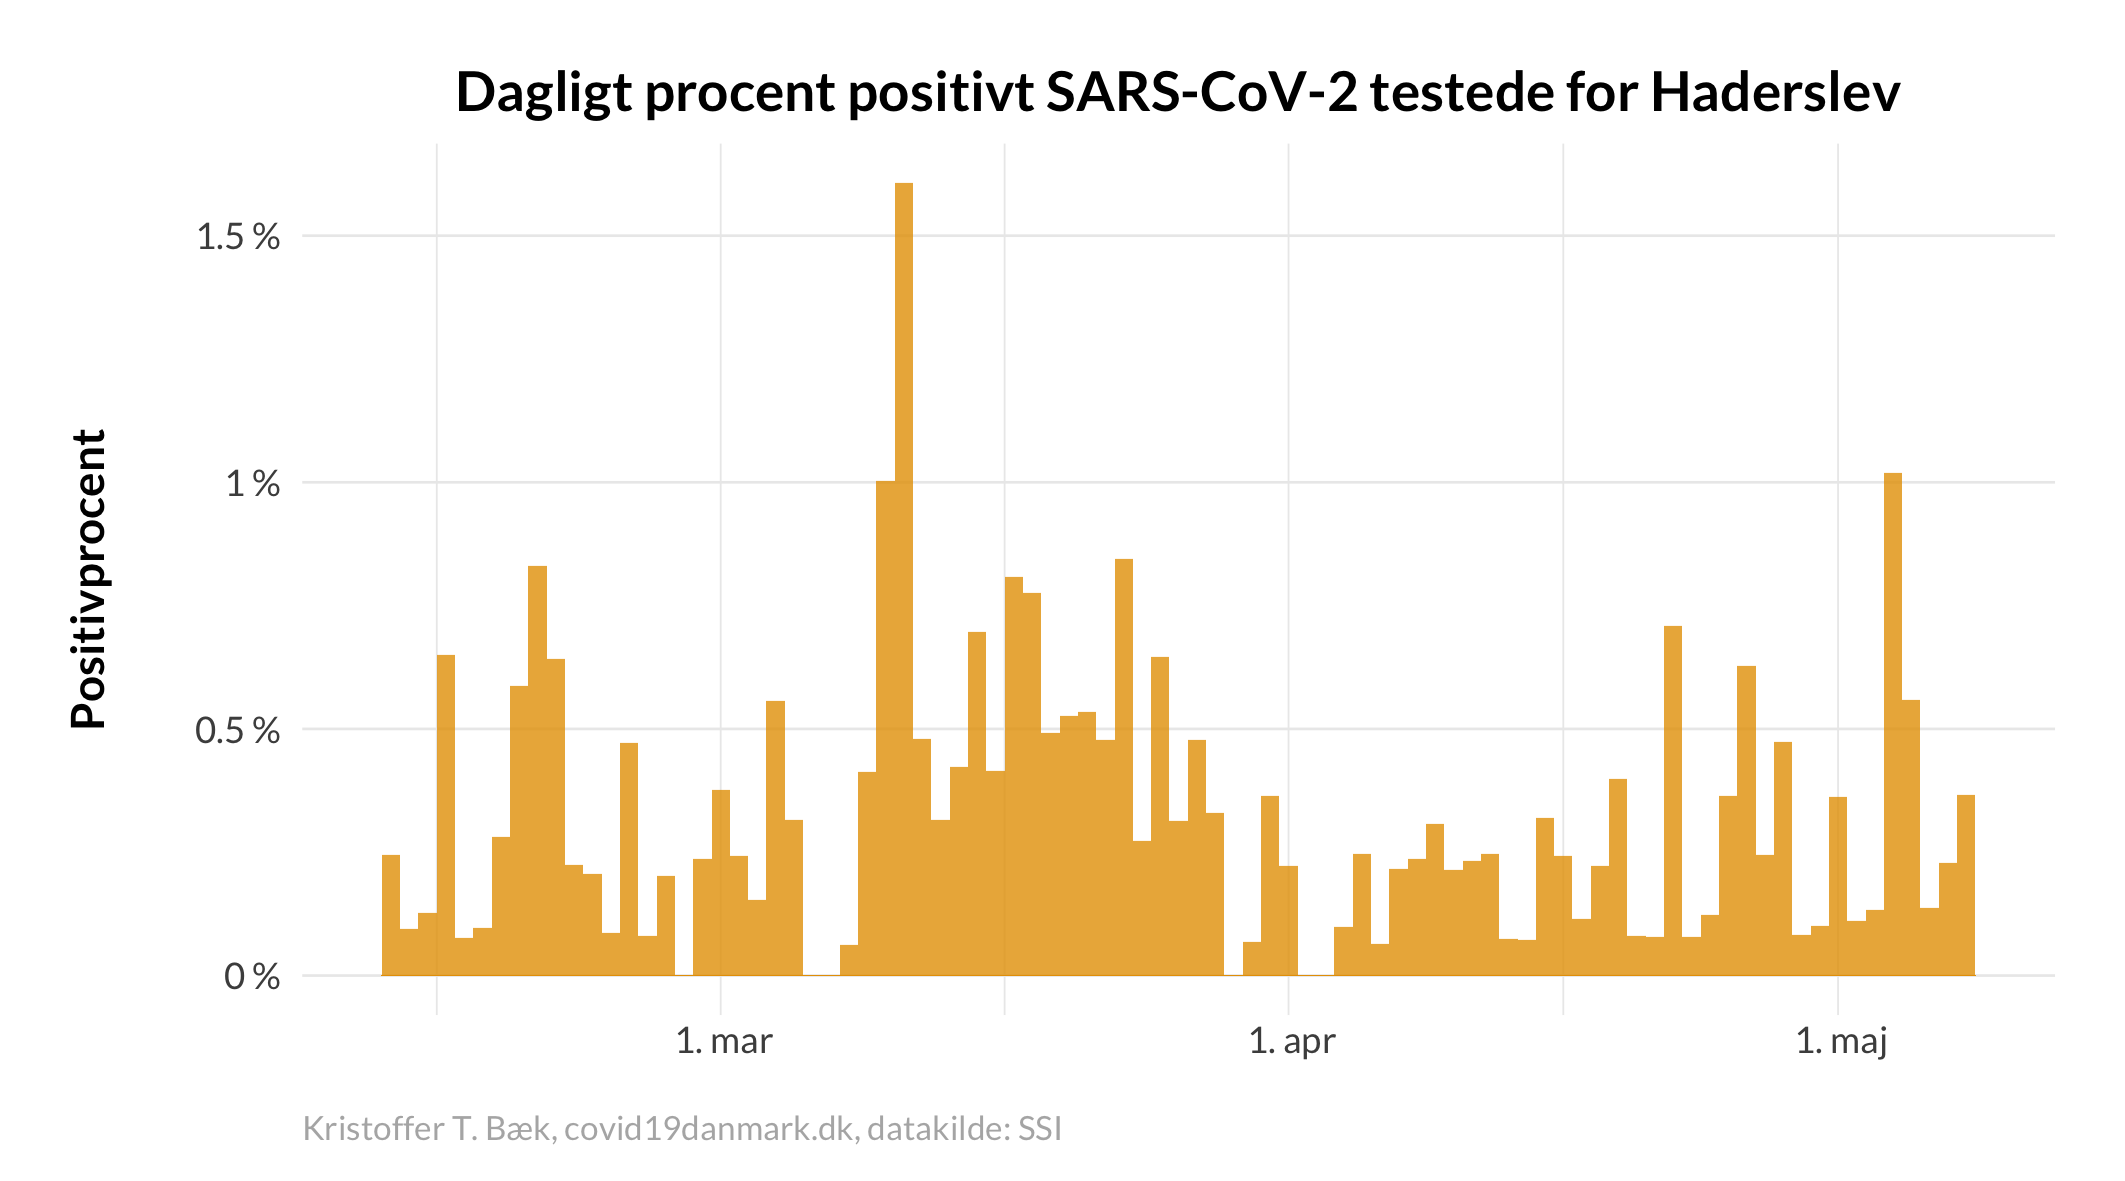 Dagligt procent positivt SARS-CoV-2 testede for Haderslev
Positivprocent
1.5 %
1 %
0.5 %
0 %
1. mar
1. apr
1. maj
Kristoffer T. Bæk, covid19danmark.dk, datakilde: SSI